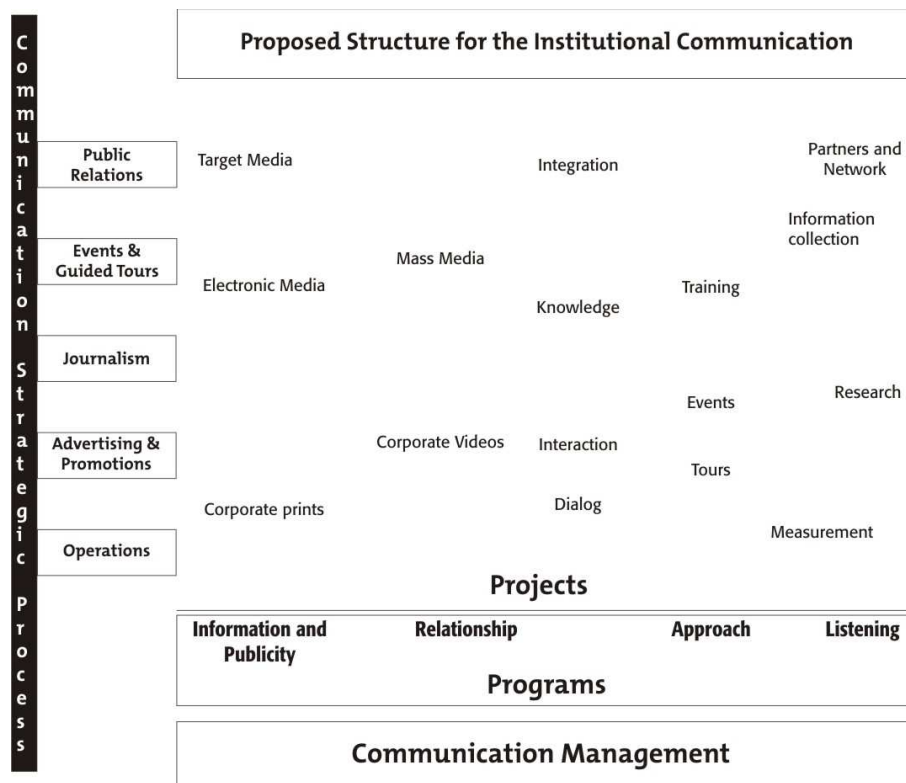 Communication Strategic Process
Proposed Structure for the Institutional Communication
Public
Relations
Target Media
Integration
Partners and
Network
Information
collection
Events &
Guided Tours
Mass Media
Electronic Media
Training
Knowledge
Journalism
Research
Events
Advertising &
Promotions
Corporate Videos
Interaction
Tours
Corporate prints
Dialog
Measurement
Operations
Projects
Information and
Publicity
Relationship
Approach
Listening
Programs
Communication Management